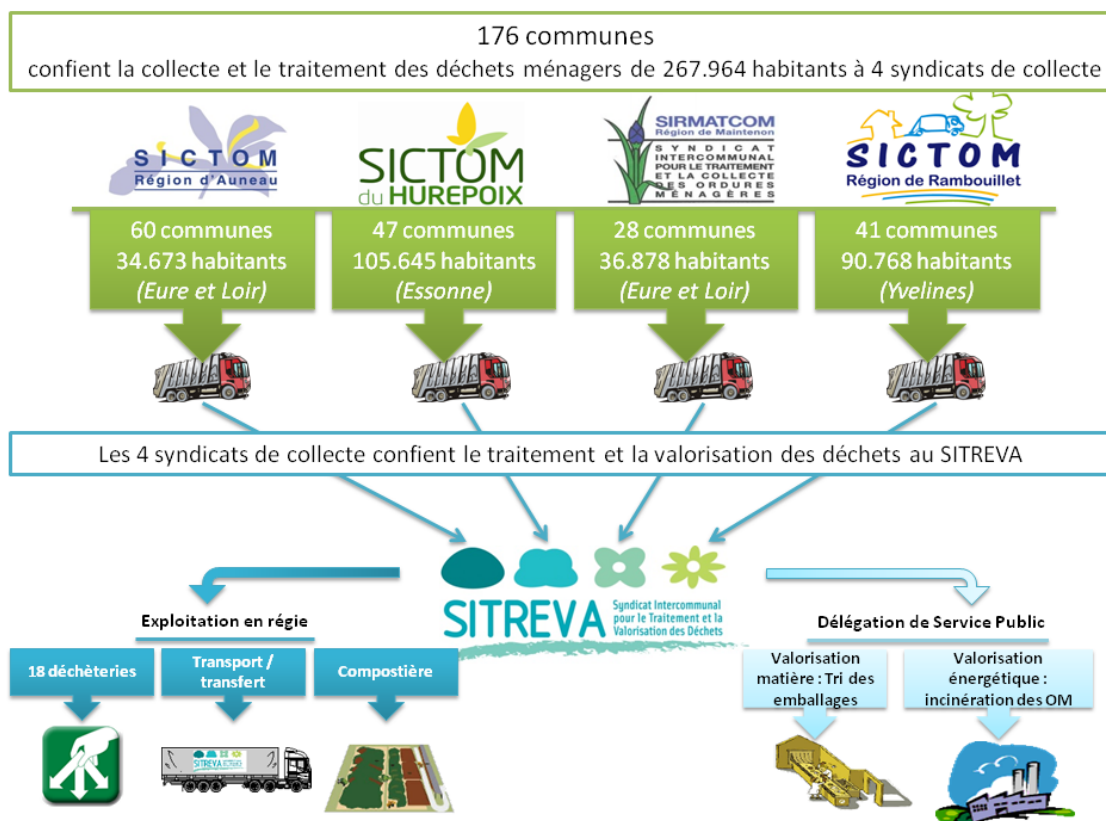 176 communes
confient la collecte et le traitement des déchets ménagers de 267.964 habitants à 4 syndicats de collecte
SICTOM
Région d'Auneau
SICTOM
du HUREPOIX
SIRMATCOM
Région de Maintenon
SYNDICAT
INTERCOMMUNAL
POUR LE TRAITEMENT
ET LA COLLECTE
DES ORDURES
MÉNAGÈRES
SICTOM
Région de Rambouillet
60 communes
34.673 habitants
(Eure et Loir)
47 communes
105.645 habitants
(Essonne)
28 communes
36.878 habitants
(Eure et Loir)
41 communes
90.768 habitants
(Yvelines)
Les 4 syndicats de collecte confient le traitement et la valorisation des déchets au SITREVA
SITREVA
Syndicat Intercommunal
pour le Traitement et la
Valorisation des Déchets
Exploitation en régie
18 déchèteries
Transport /
transfert
Compostière
SITREVA
Délégation de Service Public
Valorisation
matière : Tri des
emballages
Valorisation
énergétique :
incinération des OM